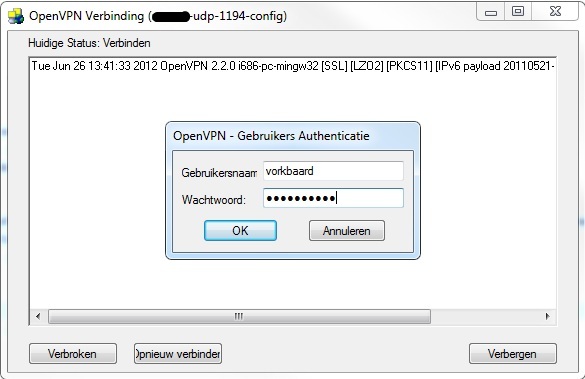 OpenVPN Verbinding (-udp-1194-config)
Huidige Status: Verbinden
Tue Jun 26 13:41:33 2012 OpenVPN 2.2.0 i686-pc-mingw32 [SSL] [LZO2] [PKCS11] [IPv6 payload 20110521-
OpenVPN - Gebruikers Authenticatie
Gebruikersnaam vorkbaard
Wachtwoord: ●●●●●●●●●●
OK Annuleren
Verbroken Opnieuw verbinder Verbergen